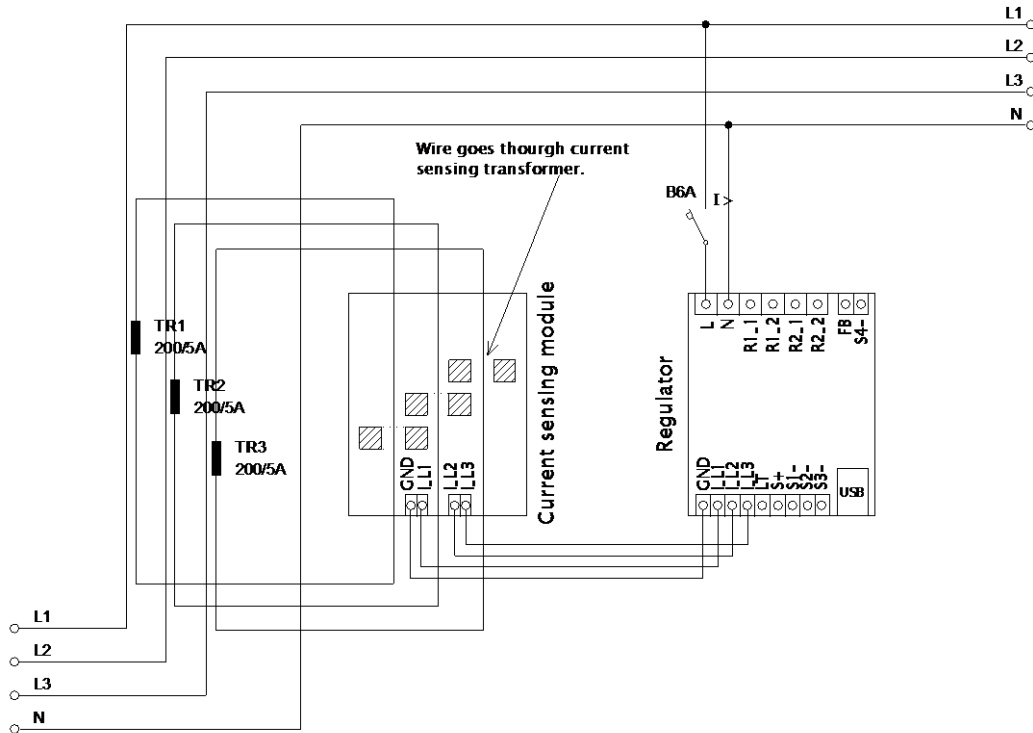 L1
L2
L3
N
Wire goes thourgh current
sensing transformer.
B6A
I >
TR1
200/5A
TR2
200/5A
TR3
200/5A
Current sensing module
GND
I_L1
I_L2
I_L3
Regulator
L
N
R1_1
R1_2
R2_1
R2_2
FB
S4-
GND
I_L1
I_L2
I_L3
LT
S+
S1-
S2-
S3-
USB
L1
L2
L3
N